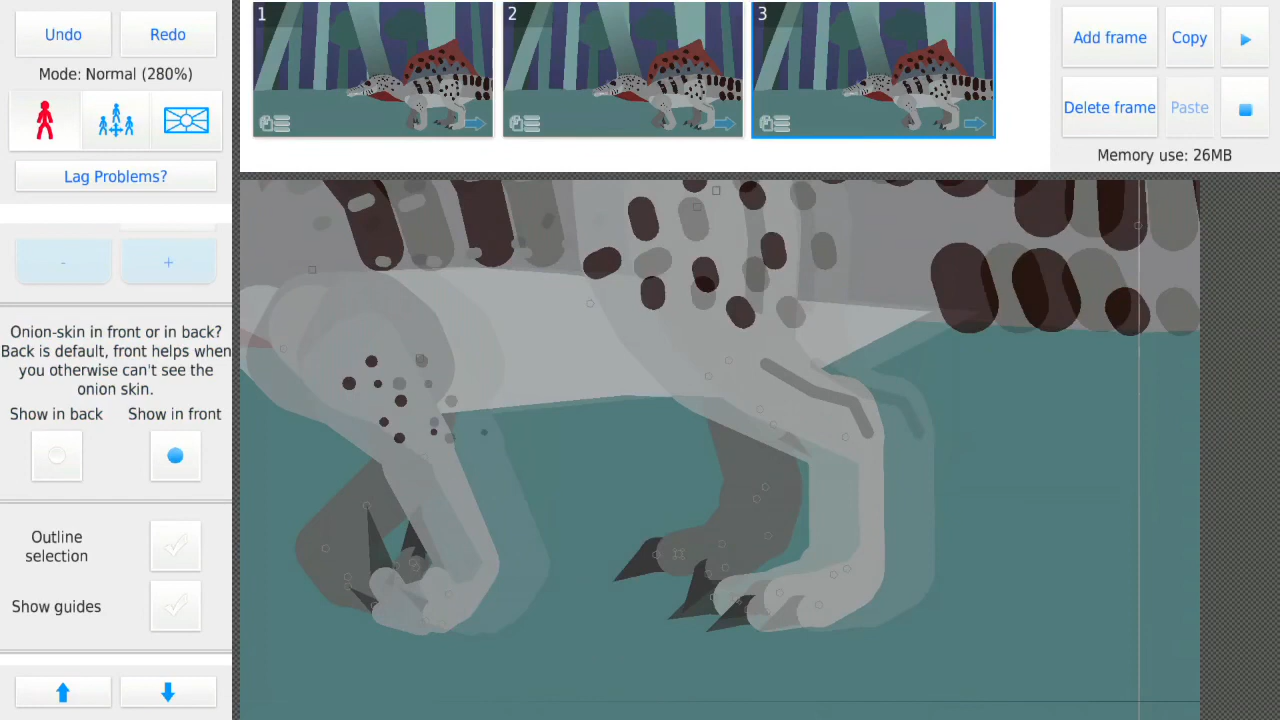 Undo
Redo
Mode: Normal (280%)
Lag Problems?
-
+
Onion-skin in front or in back?
Back is default, front helps when
you otherwise can't see the
onion skin.
Show in back
Show in front
Outline
selection
Show guides
1
2
3
Add frame
Copy
Delete frame
Paste
Memory use: 26MB